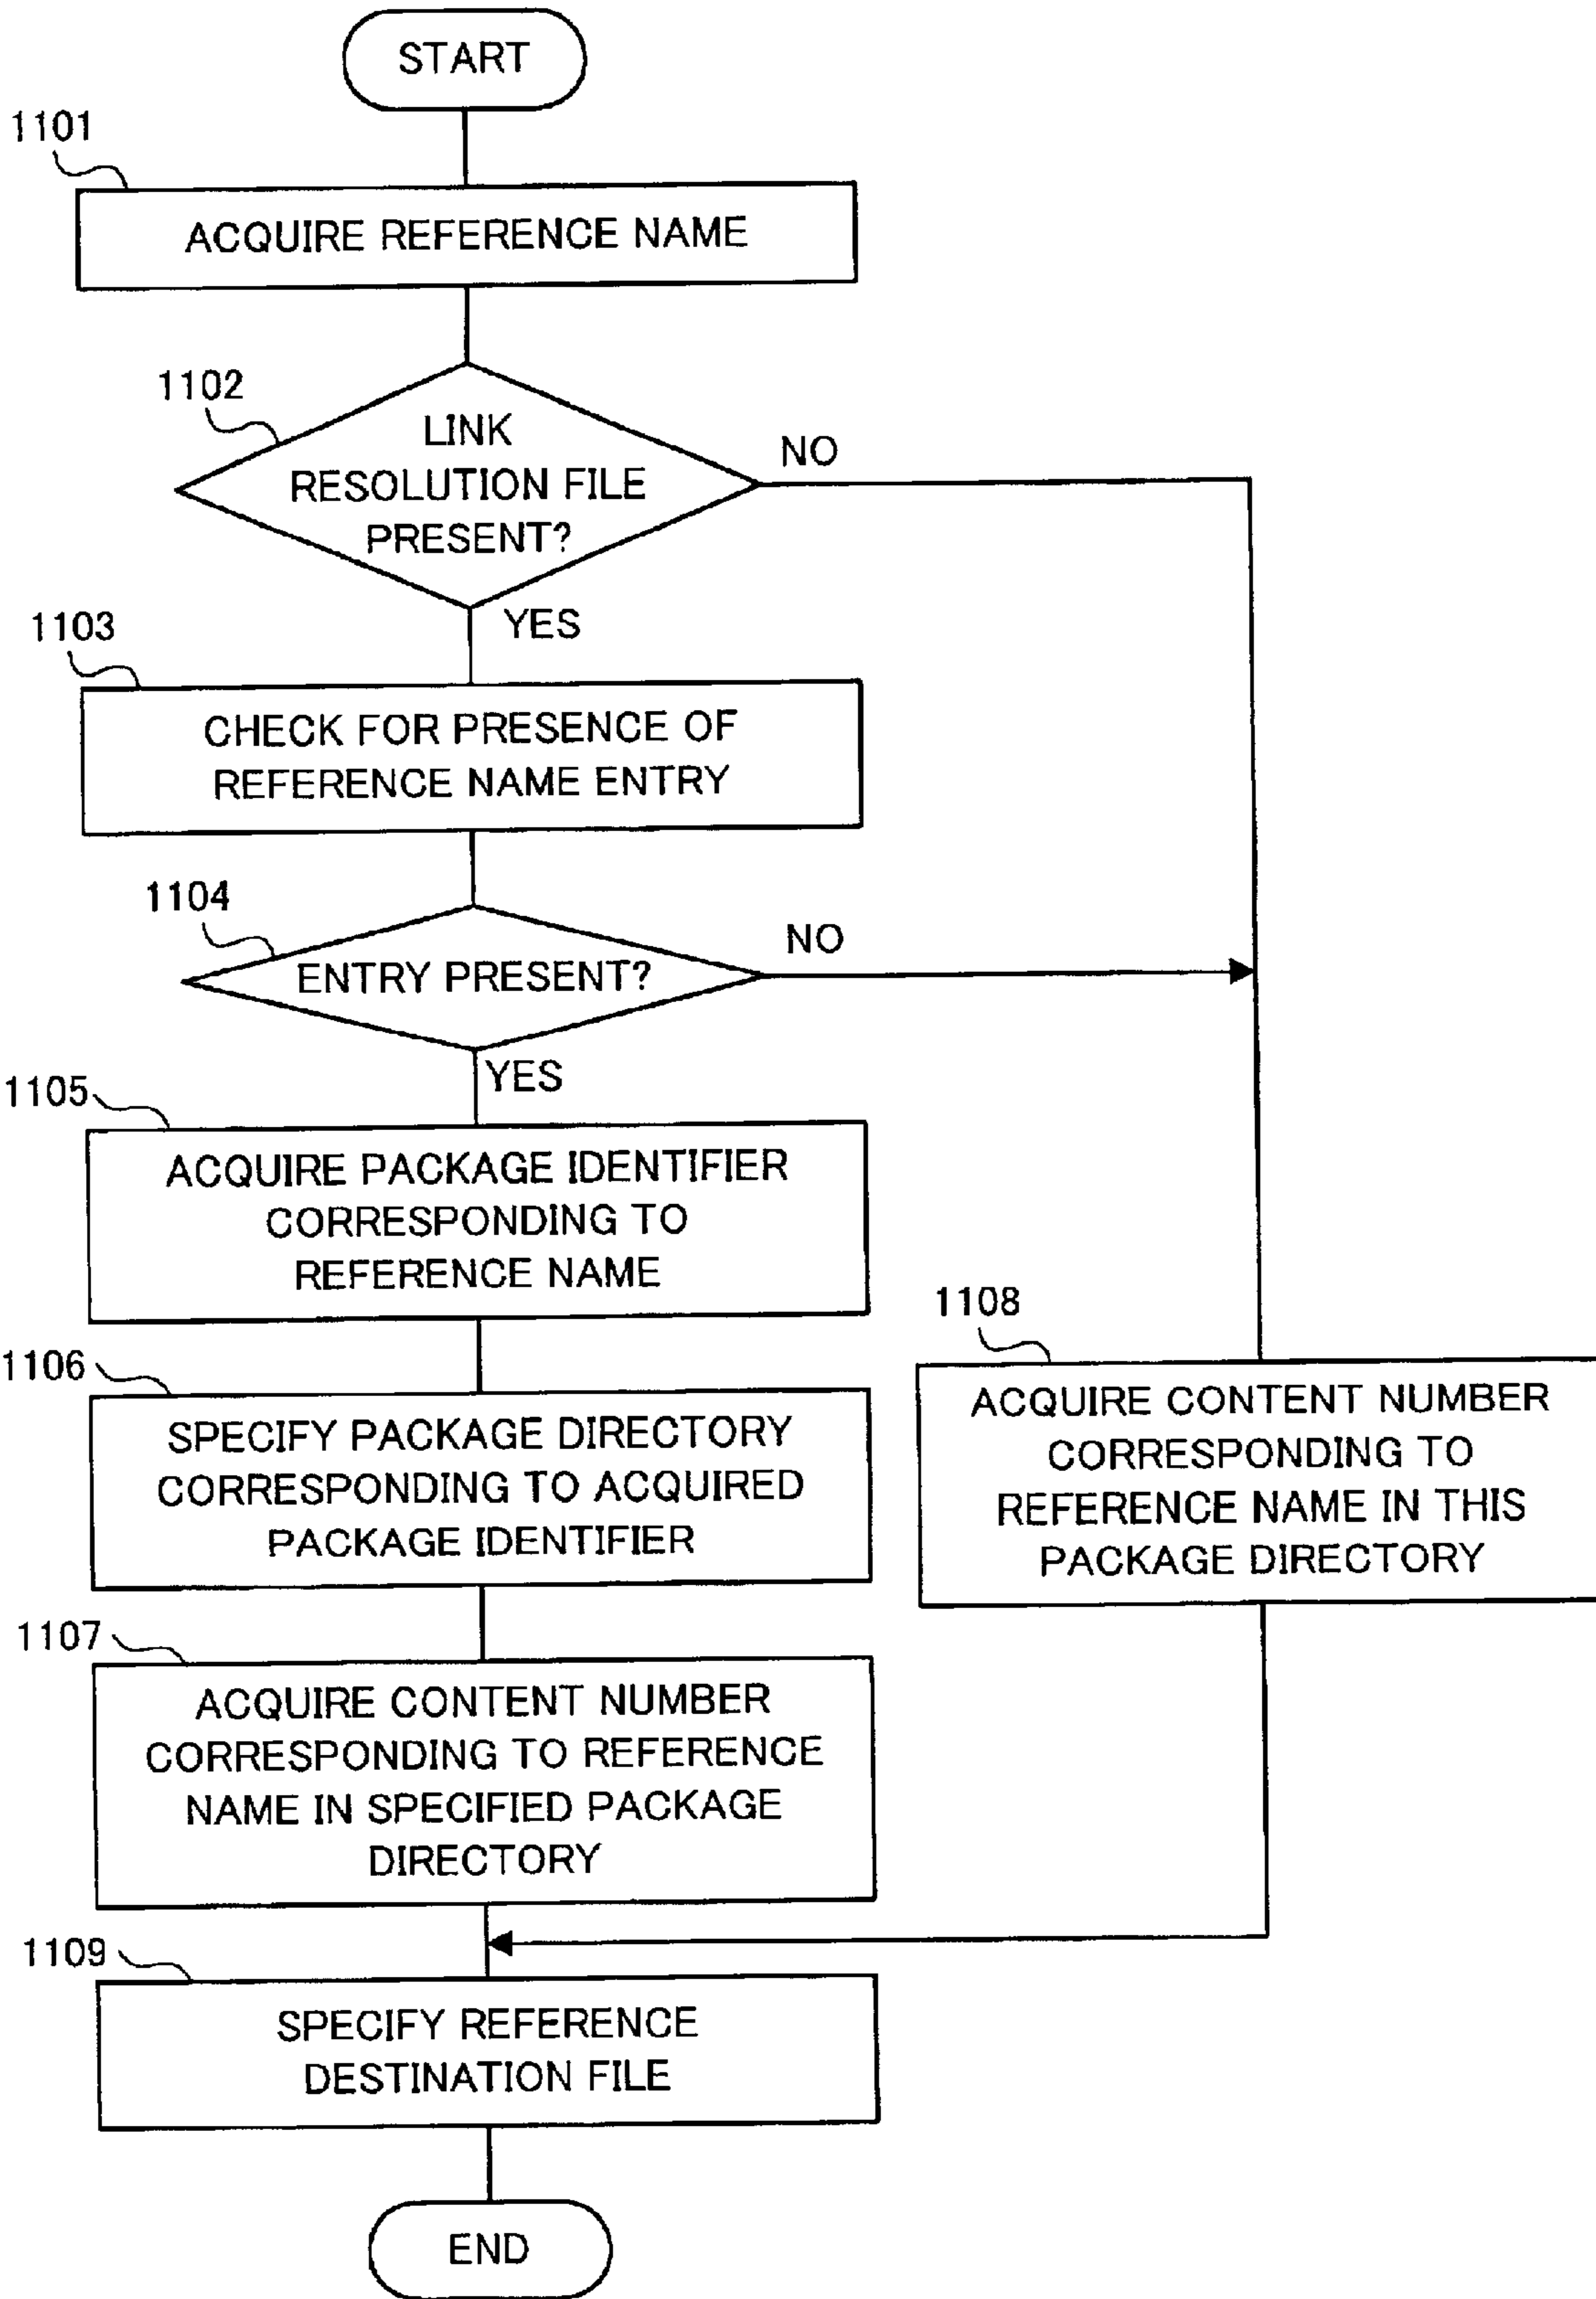 START
1101
ACQUIRE REFERENCE NAME
1102
LINK
RESOLUTION FILE
PRESENT?
NO
YES
1103
CHECK FOR PRESENCE OF
REFERENCE NAME ENTRY
1104
ENTRY PRESENT?
NO
YES
1105
ACQUIRE PACKAGE IDENTIFIER
CORRESPONDING TO
REFERENCE NAME
1106
SPECIFY PACKAGE DIRECTORY
CORRESPONDING TO ACQUIRED
PACKAGE IDENTIFIER
1108
ACQUIRE CONTENT NUMBER
CORRESPONDING TO
REFERENCE NAME IN THIS
PACKAGE DIRECTORY
1107
ACQUIRE CONTENT NUMBER
CORRESPONDING TO REFERENCE
NAME IN SPECIFIED PACKAGE
DIRECTORY
1109
SPECIFY REFERENCE
DESTINATION FILE
END